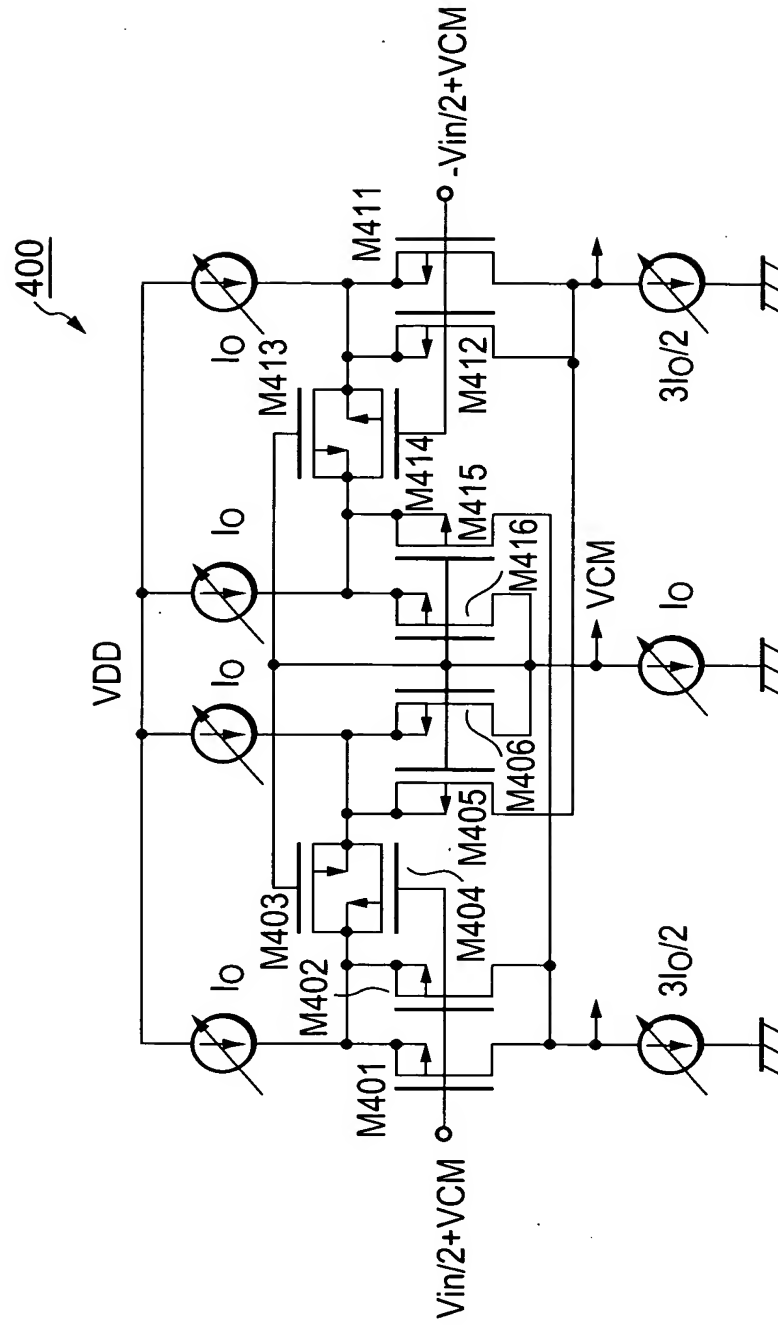 400
VDD
Io
Io
Io
Io
M413
M403
M414
M411
M412
M402
M404
M405
M415
M401
M406
M416
Vin/2+VCM
-Vin/2+VCM
VCM
3Io/2
Io
3Io/2